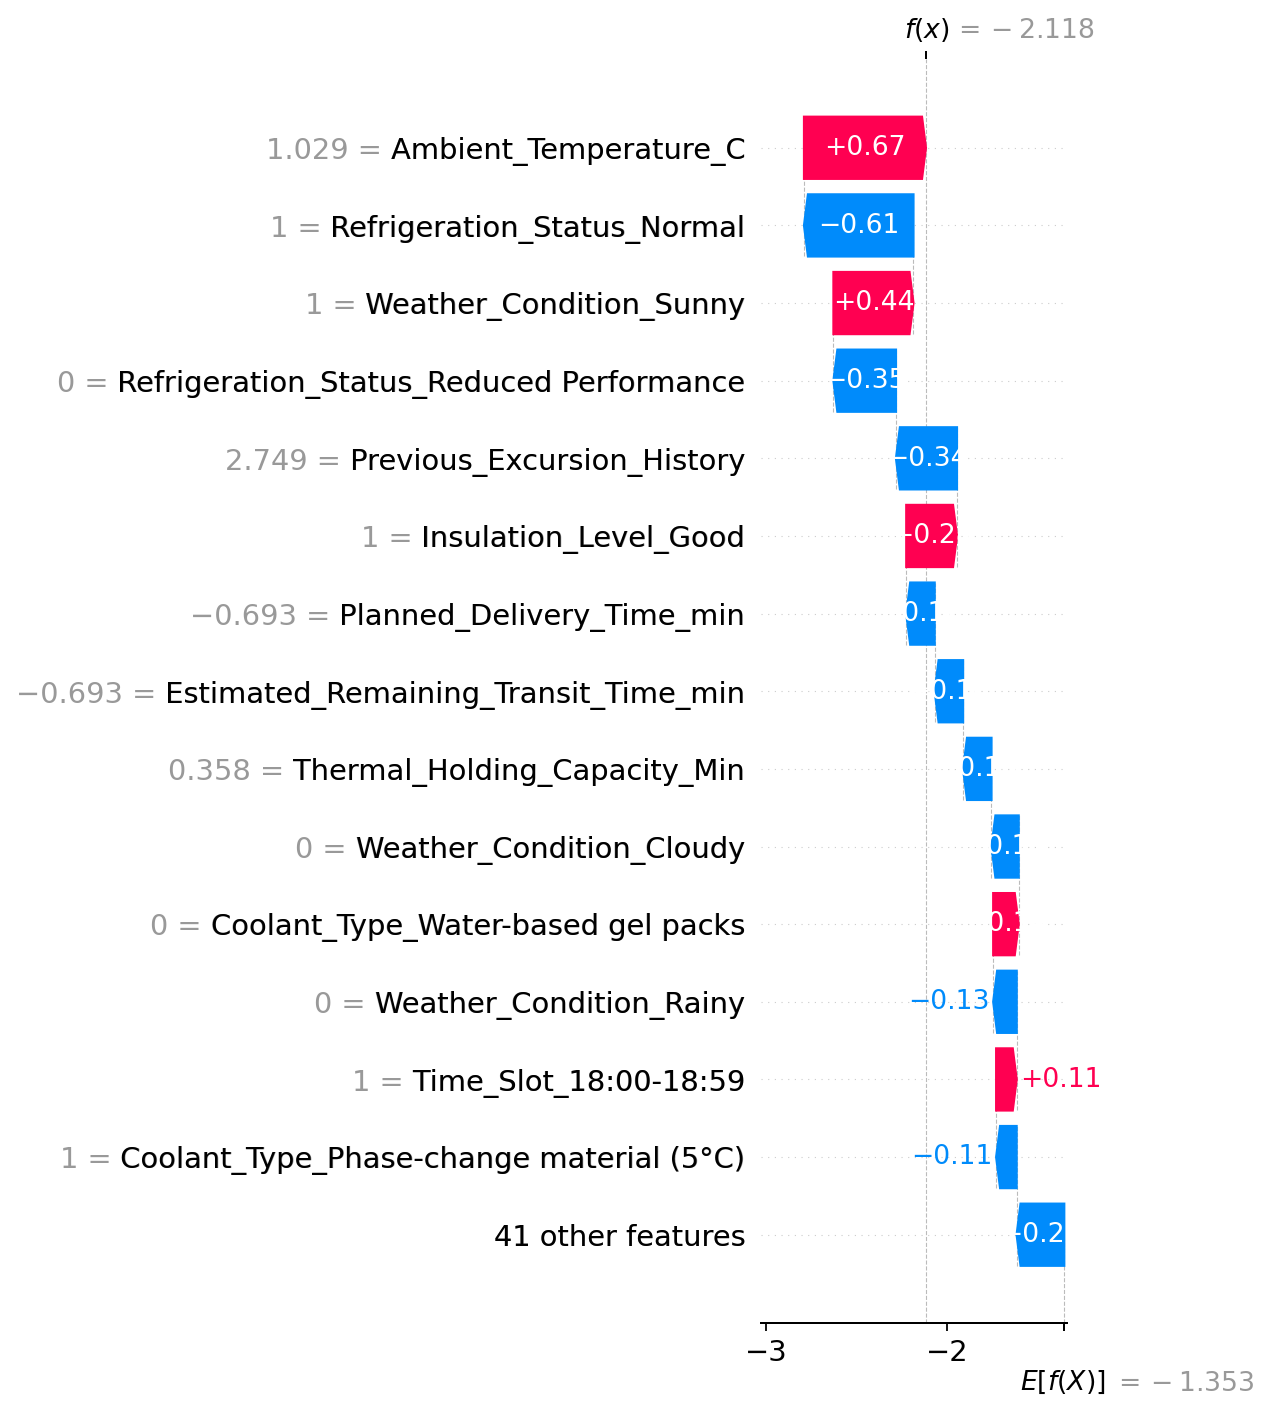 f(x) = −2.118
1.029 = Ambient_Temperature_C
+0.67
1 = Refrigeration_Status_Normal
−0.61
1 = Weather_Condition_Sunny
+0.44
0 = Refrigeration_Status_Reduced Performance
−0.35
2.749 = Previous_Excursion_History
−0.34
1 = Insulation_Level_Good
−0.693 = Planned_Delivery_Time_min
−0.693 = Estimated_Remaining_Transit_Time_min
0.358 = Thermal_Holding_Capacity_Min
0 = Weather_Condition_Cloudy
0 = Coolant_Type_Water-based gel packs
0 = Weather_Condition_Rainy
−0.13
1 = Time_Slot_18:00-18:59
+0.11
1 = Coolant_Type_Phase-change material (5°C)
−0.11
41 other features
−3
−2
E[f(X)] = −1.353